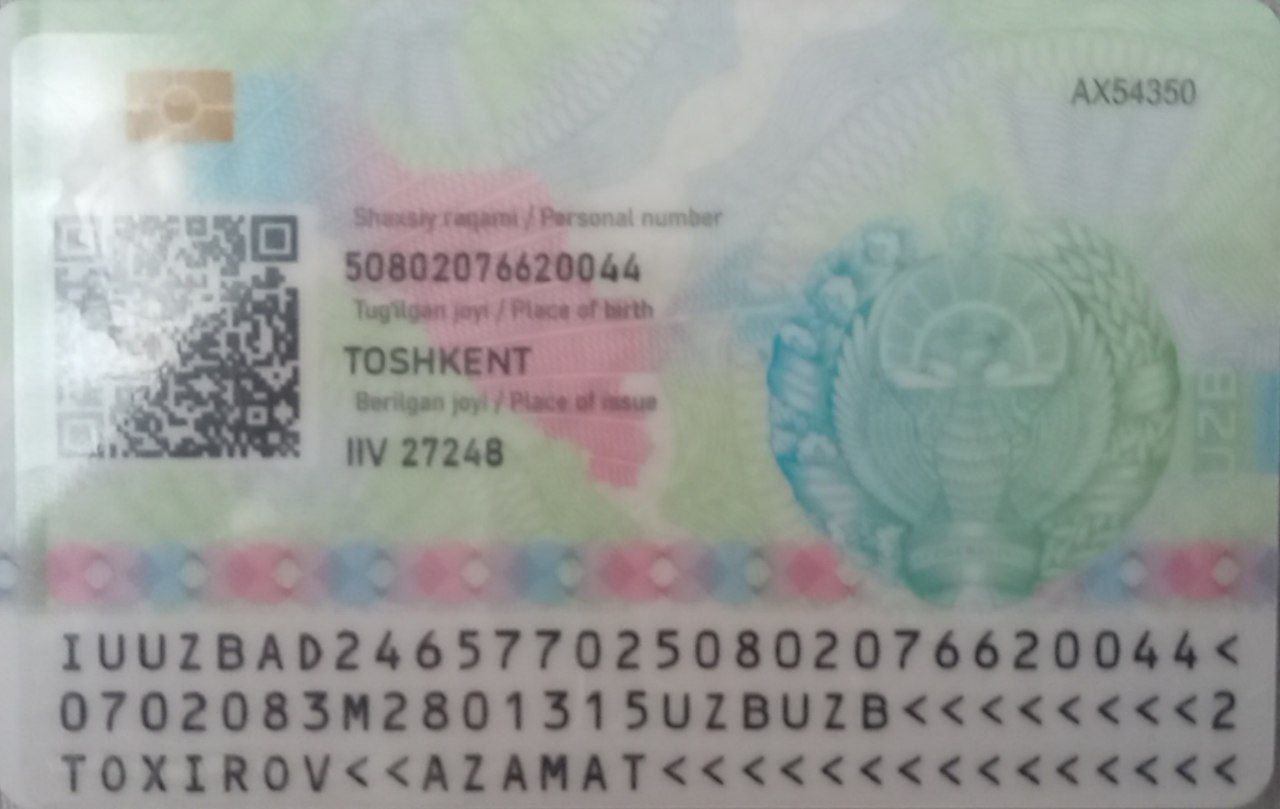 AX54350
Shaxsiy raqami / Personal number
50802076620044
Tug'ilgan joyi / Place of birth
TOSHKENT
Berilgan joyi / Place of issue
IIV 27248
UZB
IUUZBAD2465770250802076620044<
0702083M2801315UZBUZB<<<<<<<<2
TOXIROV<<AZAMAT<<<<<<<<<<<<<<<